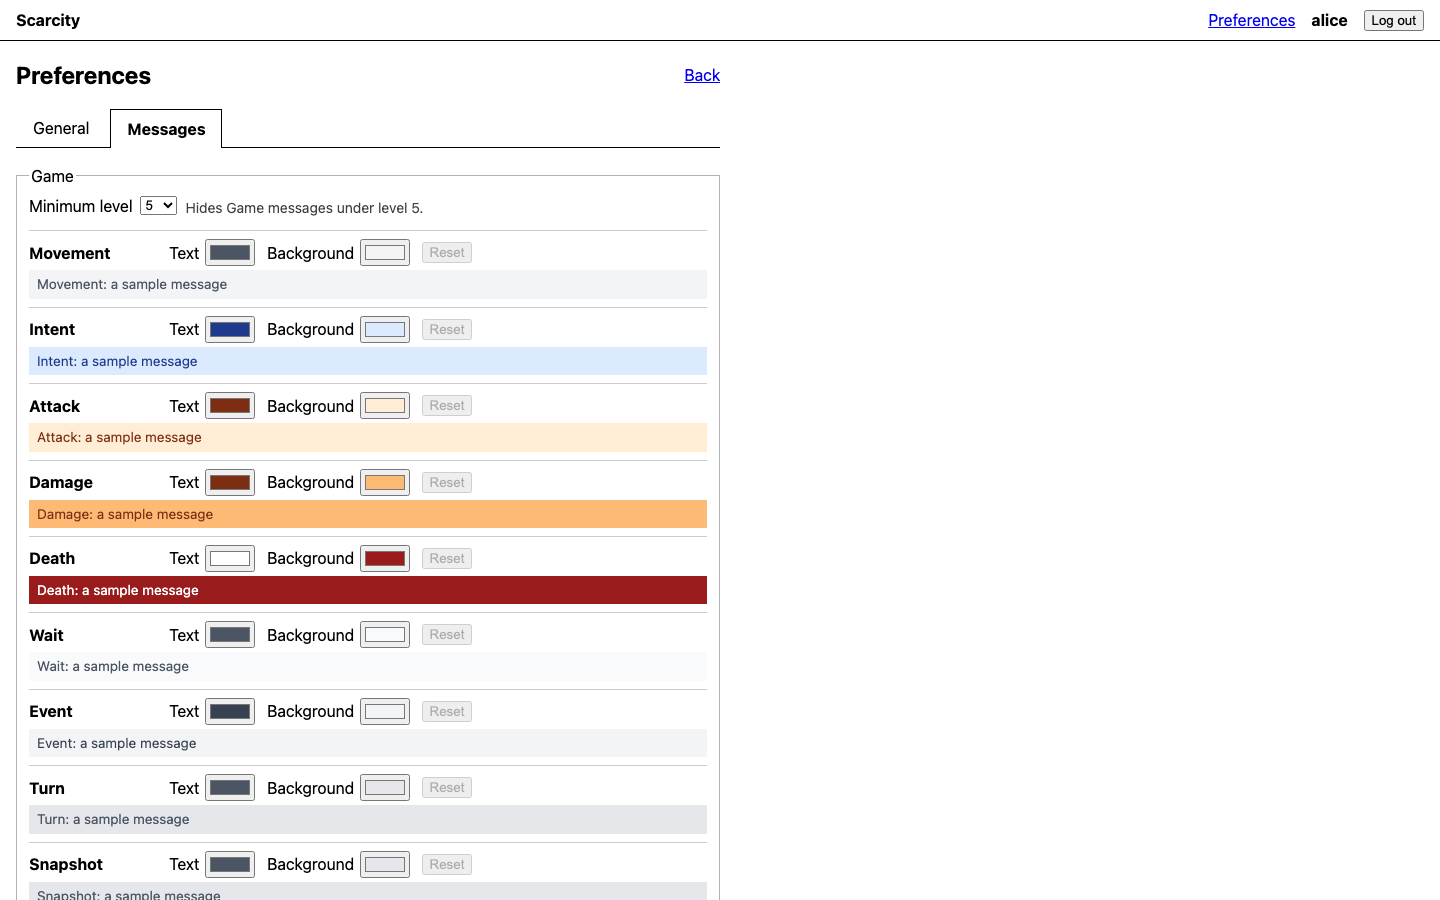 Scarcity
Preferences alice Log out
Preferences Back
General Messages
Game
Minimum level 5 Hides Game messages under level 5.
Movement Text Background Reset
Movement: a sample message
Intent Text Background Reset
Intent: a sample message
Attack Text Background Reset
Attack: a sample message
Damage Text Background Reset
Damage: a sample message
Death Text Background Reset
Death: a sample message
Wait Text Background Reset
Wait: a sample message
Event Text Background Reset
Event: a sample message
Turn Text Background Reset
Turn: a sample message
Snapshot Text Background Reset
Snapshot: a sample message